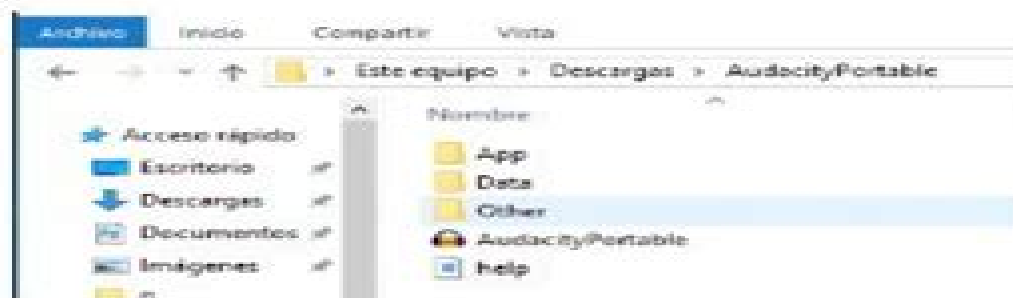 Archivo Inicio Compartir Vista
Este equipo > Descargas > AudacityPortable
Nombre
Acceso rápido
Escritorio
Descargas
Documentos
Imágenes
App
Data
Other
AudacityPortable
help